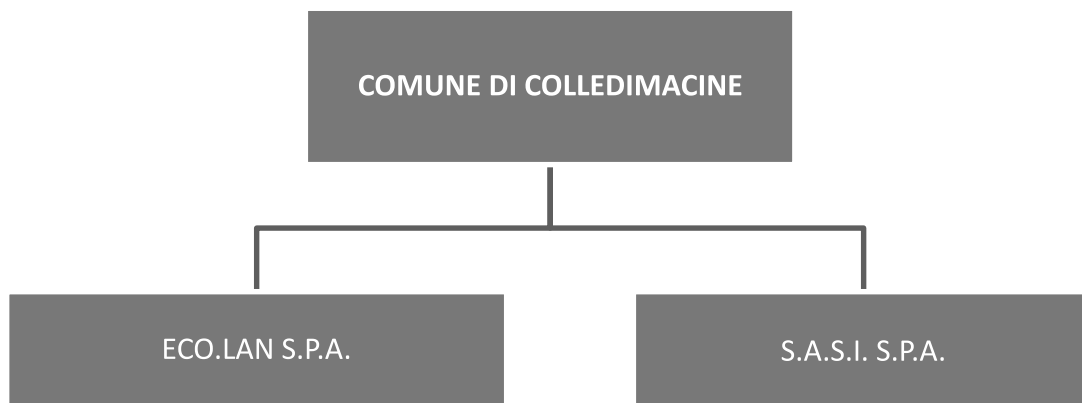 COMUNE DI COLLEDIMACINE
ECO.LAN S.P.A.
S.A.S.I. S.P.A.